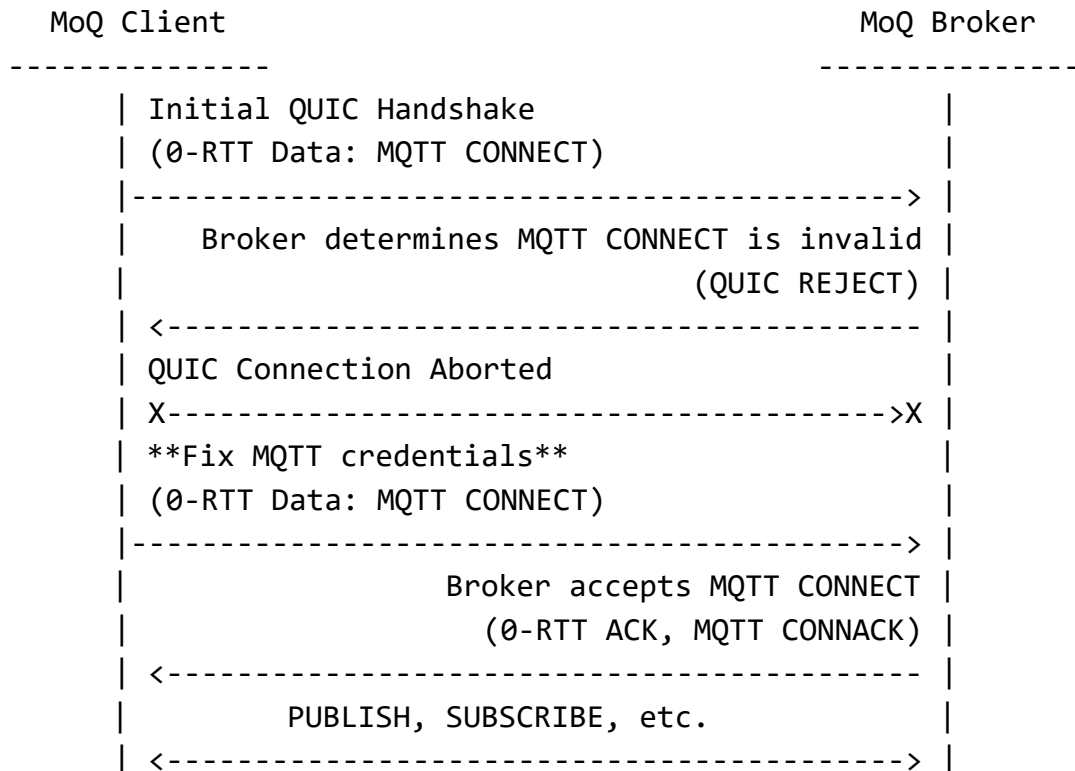 MoQ Client MoQ Broker
--------------- ---------------
| Initial QUIC Handshake |
| (0-RTT Data: MQTT CONNECT) |
|--------------------------------------------> |
| Broker determines MQTT CONNECT is invalid |
| (QUIC REJECT) |
| <------------------------------------------- |
| QUIC Connection Aborted |
| X----------------------------------------->X |
| **Fix MQTT credentials** |
| (0-RTT Data: MQTT CONNECT) |
|--------------------------------------------> |
| Broker accepts MQTT CONNECT |
| (0-RTT ACK, MQTT CONNACK) |
| <------------------------------------------- |
| PUBLISH, SUBSCRIBE, etc. |
| <------------------------------------------> |